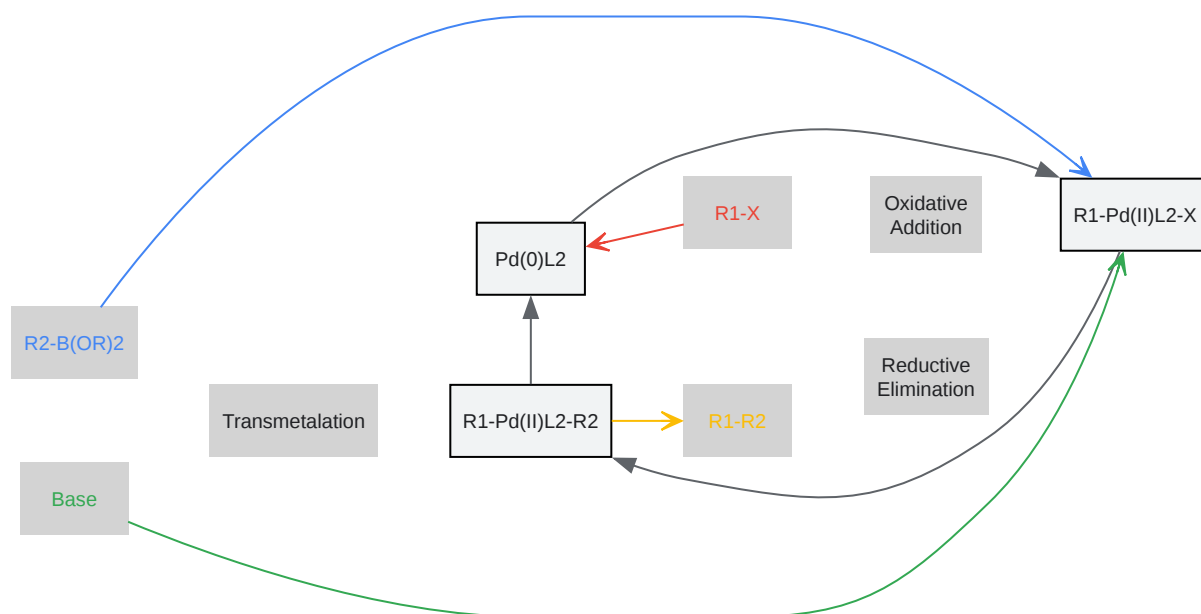 R1-X
Oxidative
Addition
R1-Pd(II)L2-X
Pd(0)L2
R2-B(OR)2
Reductive
Elimination
Transmetalation
R1-Pd(II)L2-R2
R1-R2
Base